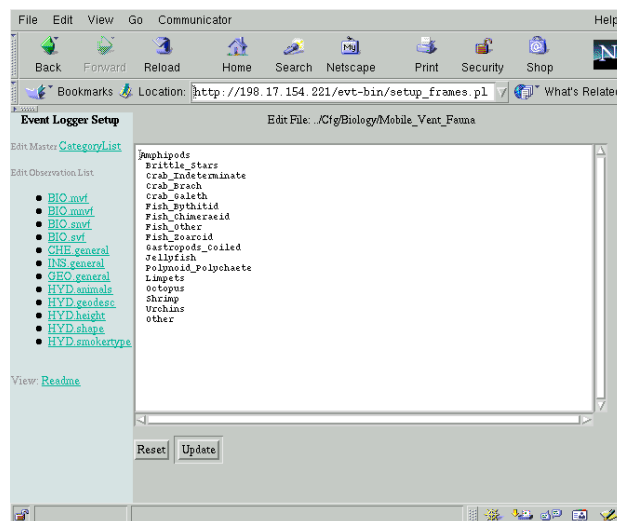 File Edit View Go Communicator Help
Back Forward Reload Home Search Netscape Print Security Shop N
Bookmarks Location: http://198.17.154.221/evt-bin/setup_frames.pl What's Relate
Event Logger Setup
Edit File: ../Cfg/Biology/Mobile_Vent_Fauna
Edit Master CategoryList
Edit Observation List
BIO.mvf
BIO.mnvf
BIO.snvf
BIO.svf
CHE.general
INS.general
GEO.general
HYD.animals
HYD.geodesc
HYD.height
HYD.shape
HYD.smokertype
View: Readme
Amphipods
Brittle_Stars
Crab_Indeterminate
Crab_Brach
Crab_Galeth
Fish_Bythitid
Fish_Chimeraeid
Fish_Other
Fish_Zoarcid
Gastropods_Coiled
Jellyfish
Polynoid_Polychaete
Limpets
Octopus
Shrimp
Urchins
Other
Reset Update